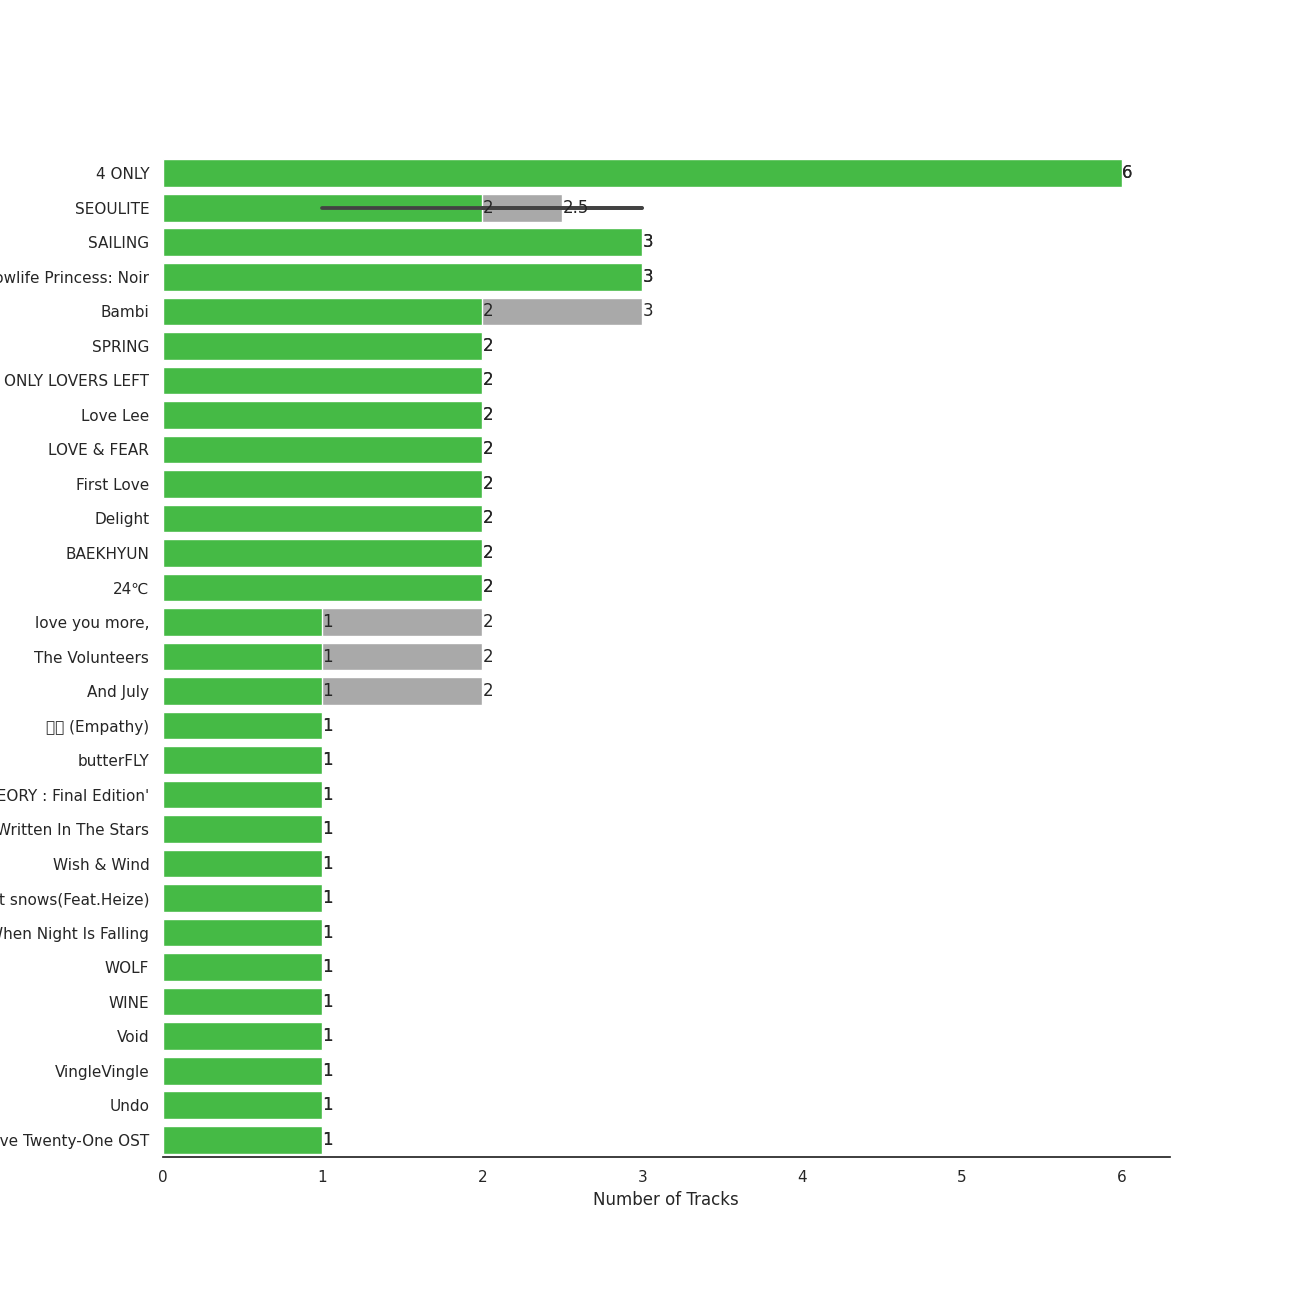 4 ONLY 6
SEOULITE 2 2.5
SAILING 3
owlife Princess: Noir 3
Bambi 2 3
SPRING 2
ONLY LOVERS LEFT 2
Love Lee 2
LOVE & FEAR 2
First Love 2
Delight 2
BAEKHYUN 2
24℃ 2
love you more, 1 2
The Volunteers 1 2
And July 1 2
(Empathy) 1
butterFLY 1
EORY : Final Edition' 1
Written In The Stars 1
Wish & Wind 1
t snows(Feat.Heize) 1
When Night Is Falling 1
WOLF 1
WINE 1
Void 1
VingleVingle 1
Undo 1
ve Twenty-One OST 1
0 1 2 3 4 5 6
Number of Tracks